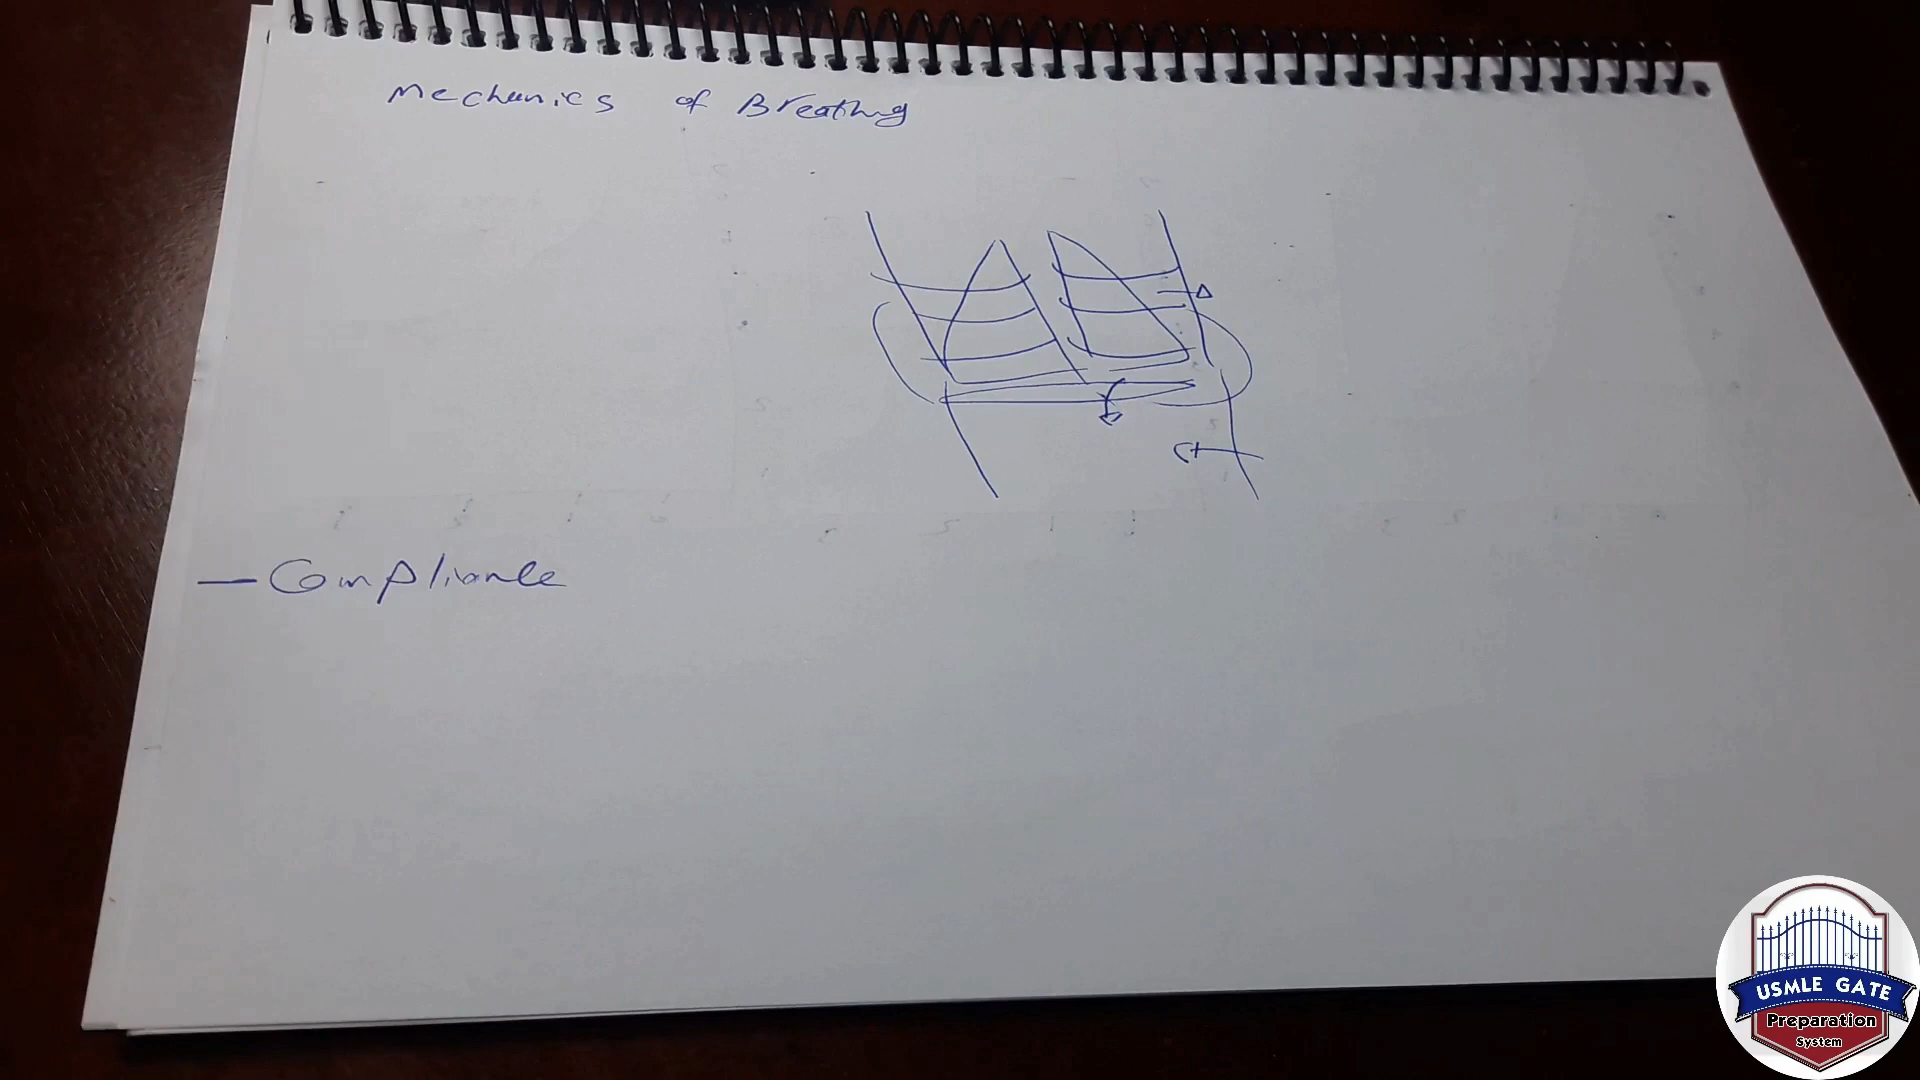 Mechanics of Breathing
— Compliance
USMLE GATE
Preparation
System